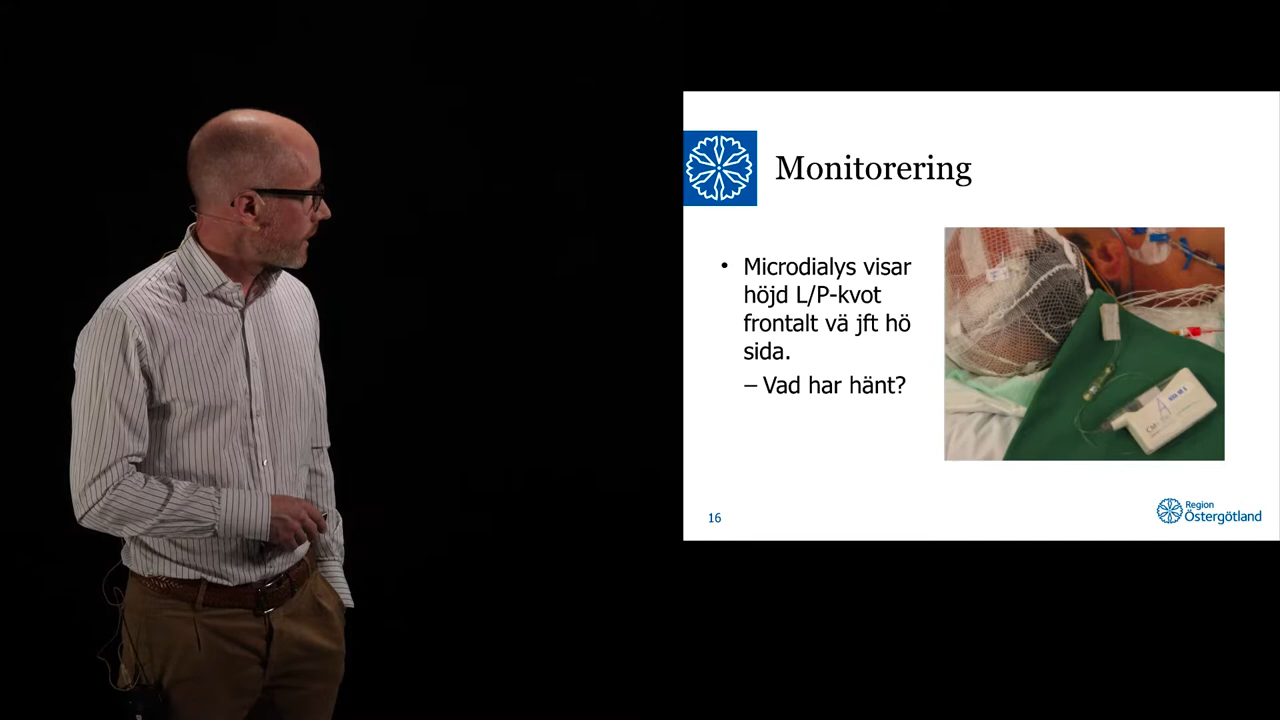 Monitorering
• Microdialys visar
höjd L/P-kvot
frontalt vä jft hö
sida.
– Vad har hänt?
16
Region
Östergötland